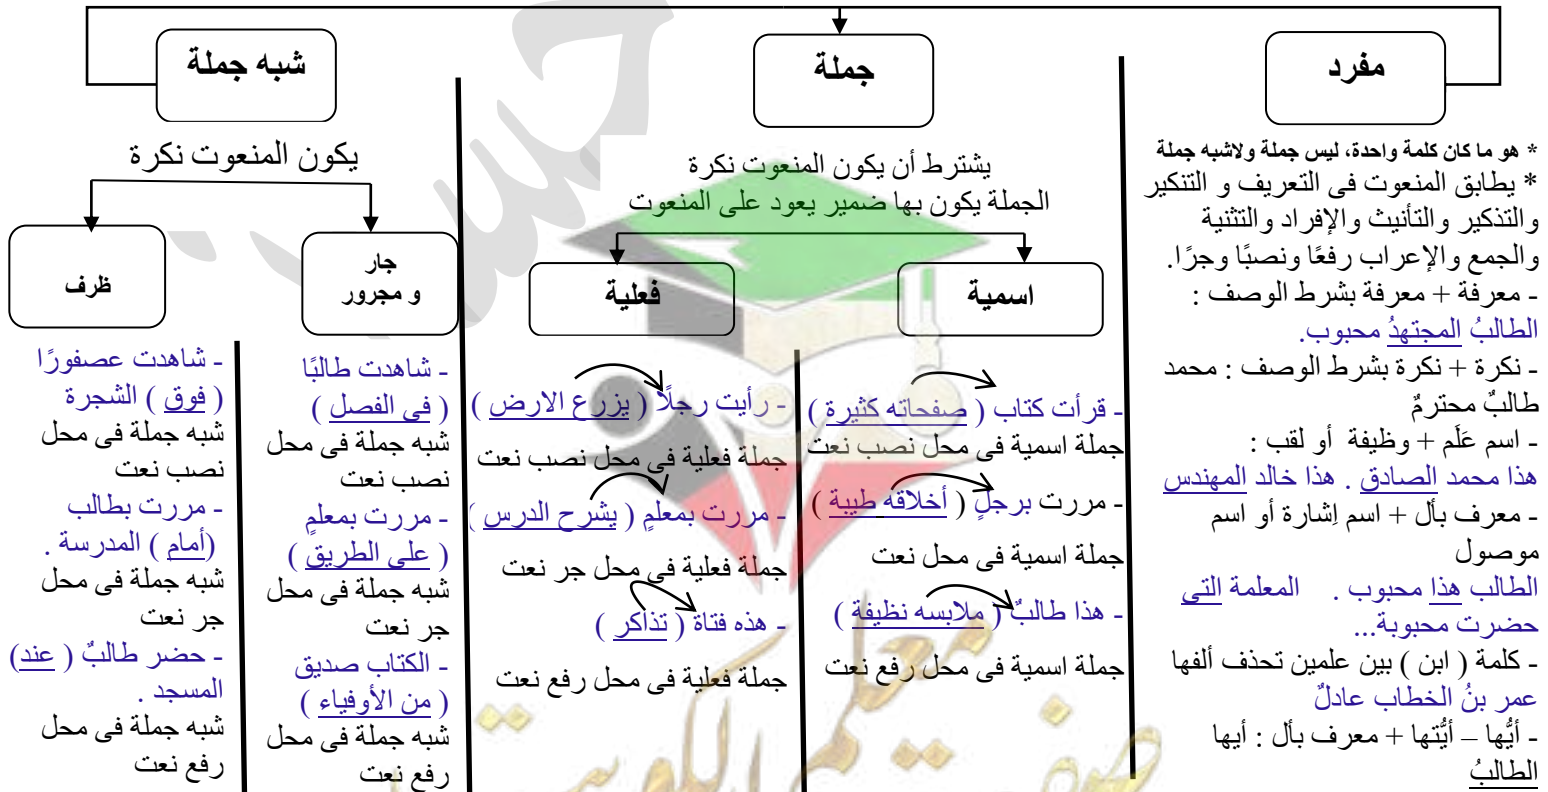 مفرد
* هو ما كان كلمة واحدة، ليس جملة ولاشبه جملة
* يطابق المنعوت فى التعريف و التنكير
والتذكير والتأنيث والإفراد والتثنية
والجمع والإعراب رفعًا ونصبًا وجرًا.
- معرفة + معرفة بشرط الوصف :
الطالبُ المجتهدُ محبوب.
- نكرة + نكرة بشرط الوصف : محمد
طالبٌ محترمٌ
- اسم عَلَم + وظيفة أو لقب :
هذا محمد الصادق . هذا خالد المهندس
- معرف بأل + اسم اِشارة أو اسم
موصول
الطالب هذا محبوب . المعلمة التى
حضرت محبوبة...
- كلمة ( ابن ) بين علمين تحذف ألفها
عمر بنُ الخطاب عادلٌ
- أيُّها – أيَّتها + معرف بأل : أيها
الطالبُ
جملة
يشترط أن يكون المنعوت نكرة
الجملة يكون بها ضمير يعود على المنعوت
اسمية
- قرأت كتاب ( صفحاته كثيرة )
جملة اسمية فى محل نصب نعت
- مررت برجلٍ ( أخلاقه طيبة )
جملة اسمية فى محل نعت
- هذا طالبٌ ( ملابسه نظيفة )
جملة اسمية فى محل رفع نعت
فعلية
- رأيت رجلًا ( يزرع الارض )
جملة فعلية فى محل نصب نعت
- مررت بمعلمٍ ( يشرح الدرس )
جملة فعلية فى محل جر نعت
- هذه فتاة ( تذاكر )
جملة فعلية فى محل رفع نعت
شبه جملة
يكون المنعوت نكرة
جار
و مجرور
- شاهدت طالبًا
( فى الفصل )
شبه جملة فى محل
نصب نعت
- مررت بمعلمٍ
( على الطريق )
شبه جملة فى محل
جر نعت
- الكتاب صديق
( من الأوفياء )
شبه جملة فى محل
رفع نعت
ظرف
- شاهدت عصفورًا
( فوق ) الشجرة
شبه جملة فى محل
نصب نعت
- مررت بطالب
(أمام ) المدرسة .
شبه جملة فى محل
جر نعت
- حضر طالبٌ ( عند)
المسجد .
شبه جملة فى محل
رفع نعت